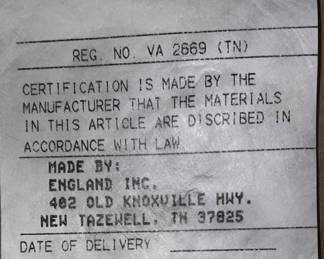 REG. NO. VA 2669 (TN)
CERTIFICATION IS MADE BY THE
MANUFACTURER THAT THE MATERIALS
IN THIS ARTICLE ARE DISCRIBED IN
ACCORDANCE WITH LAW
MADE BY:
ENGLAND INC.
402 OLD KNOXVILLE HWY.
NEW TAZEWELL, TN 37825
DATE OF DELIVERY